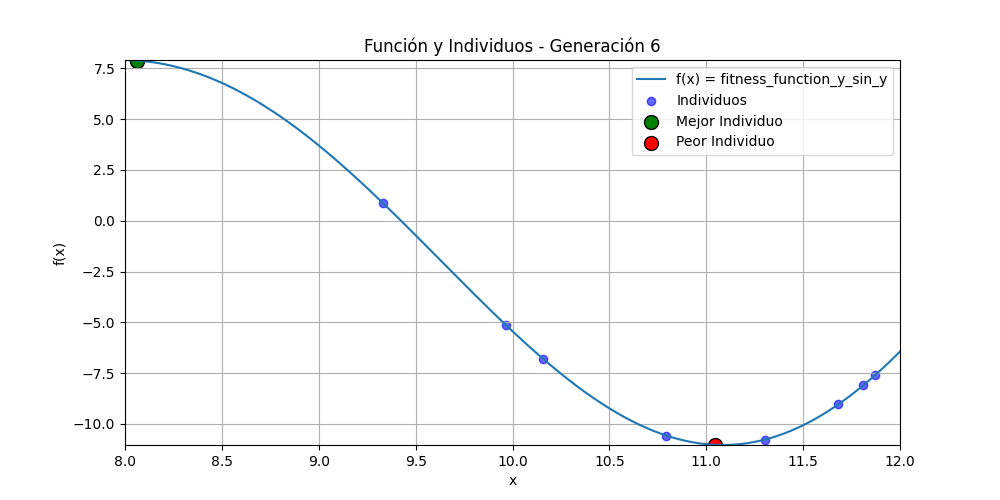 Función y Individuos - Generación 6
f(x) = fitness_function_y_sin_y
Individuos
Mejor Individuo
Peor Individuo
f(x)
7.5
5.0
2.5
0.0
−2.5
−5.0
−7.5
−10.0
8.0 8.5 9.0 9.5 10.0 10.5 11.0 11.5 12.0
x